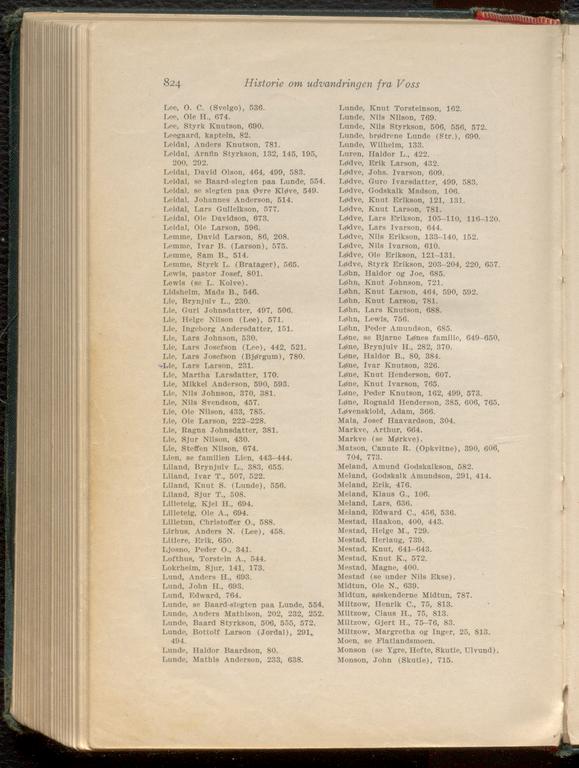 824
Historie om udvandringen fra Voss
Lee, O. C. (Svelgo), 536.
Lee, Ole H., 674.
Lee, Styrk Knutson, 690.
Leegaard, kaptein, 82.
Leidal, Anders Knutson, 781.
Leidal, Arnfin Styrkson, 132, 145, 195,
200, 292.
Leidal, David Olson, 464, 499, 583.
Leidal, se Baard-slegten paa Lunde, 554.
Leidal, se slegten paa Øvre Kløve, 549.
Leidal, Johannes Anderson, 514.
Leidal, Lars Gulleikson, 577.
Leidal, Ole Davidson, 673.
Leidal, Ole Larson, 596.
Lemme, David Larson, 86, 208.
Lemme, Ivar B. (Larson), 575.
Lemme, Sam B., 514.
Lemme, Styrk L. (Bratager), 565.
Lewis, pastor Josef, 801.
Lewis (se L. Kolve).
Lidsheim, Mads B., 546.
Lie, Brynjulv L., 230.
Lie, Guri Johnsdatter, 497, 506.
Lie, Helge Nilson (Lee), 571.
Lie, Ingeborg Andersdatter, 151.
Lie, Lars Johnson, 530.
Lie, Lars Josefson (Lee), 442, 521.
Lie, Lars Josefson (Bjørgum), 780.
Lie, Lars Larson, 231.
Lie, Martha Larsdatter, 170.
Lie, Mikkel Anderson, 590, 593.
Lie, Nils Johnson, 370, 381.
Lie, Nils Svendson, 457.
Lie, Ole Nilson, 433, 785.
Lie, Ole Larson, 222–228.
Lie, Ragna Johnsdatter, 381.
Lie, Sjur Nilson, 430.
Lie, Steffen Nilson, 674.
Lien, se familien Lien, 443–444.
Liland, Brynjulv L., 383, 655.
Liland, Ivar T., 507, 522.
Liland, Knut S. (Lunde), 556.
Liland, Sjur T., 508.
Lilleteig, Kjel H., 694.
Lilleteig, Ole A., 694.
Lilletun, Christoffer O., 588.
Lirhus, Anders N. (Lee), 458.
Litlere, Erik, 650.
Ljosno, Peder O., 341.
Lofthus, Torstein A., 544.
Lokrheim, Sjur, 141, 173.
Lund, Anders H., 693.
Lund, John H., 693.
Lund, Edward, 764.
Lunde, se Baard-slegten paa Lunde, 554.
Lunde, Anders Mathison, 202, 232, 252.
Lunde, Baard Styrkson, 506, 555, 572.
Lunde, Bottolf Larson (Jordal), 291,
494.
Lunde, Haldor Baardson, 80.
Lunde, Mathis Anderson, 233, 638.
Lunde, Knut Torsteinson, 162.
Lunde, Nils Nilson, 769.
Lunde, Nils Styrkson, 506, 556, 572.
Lunde, brødrene Lunde (Str.), 690.
Lunde, Wilhelm, 133.
Luren, Haldor L., 422.
Lødve, Erik Larson, 432.
Lødve, Johs. Ivarson, 609.
Lødve, Guro Ivarsdatter, 499, 583.
Lødve, Godskalk Madson, 106.
Lødve, Knut Erikson, 121, 131.
Lødve, Knut Larson, 781.
Lødve, Lars Erikson, 105–110, 116–120.
Lødve, Lars Ivarson, 644.
Lødve, Nils Erikson, 133–140, 152.
Lødve, Nils Ivarson, 610.
Lødve, Ole Erikson, 121–131.
Lødve, Styrk Erikson, 203–204, 220, 657.
Løhn, Haldor og Joe, 685.
Løhn, Knut Johnson, 721.
Løhn, Knut Larson, 464, 590, 592.
Løhn, Knut Larson, 781.
Løhn, Lars Knutson, 688.
Løhn, Lewis, 756.
Løhn, Peder Amundson, 685.
Løne, se Bjarne Lønes familie, 649–650.
Løne, Brynjulv H., 282, 370.
Løne, Haldor B., 80, 384.
Løne, Ivar Knutson, 326.
Løne, Knut Henderson, 607.
Løne, Knut Ivarson, 765.
Løne, Peder Knutson, 162, 499, 573.
Løne, Rognald Henderson, 385, 606, 765.
Løvenskiold, Adam, 366.
Mala, Josef Haavardson, 304.
Markve, Arthur, 664.
Markve (se Mørkve).
Matson, Canute R. (Opkvitne), 390, 606,
704, 773.
Meland, Amund Godskalkson, 582.
Meland, Godskalk Amundson, 291, 414.
Meland, Erik, 476.
Meland, Klaus G., 106.
Meland, Lars, 636.
Meland, Edward C., 456, 536.
Mestad, Haakon, 400, 443.
Mestad, Helge M., 729.
Mestad, Herlaug, 739.
Mestad, Knut, 641–643.
Mestad, Knut K., 572.
Mestad, Magne, 400.
Mestad (se under Nils Ekse).
Midtun, Ole N., 639.
Midtun, søskenderne Midtun, 787.
Miltzow, Henrik C., 75, 813.
Miltzow, Claus H., 75, 813.
Miltzow, Gjert H., 75–76, 83.
Miltzow, Margretha og Inger, 25, 813.
Moen, se Flatlandsmoen.
Monson (se Ygre, Hefte, Skutle, Ulvund).
Monson, John (Skutle), 715.